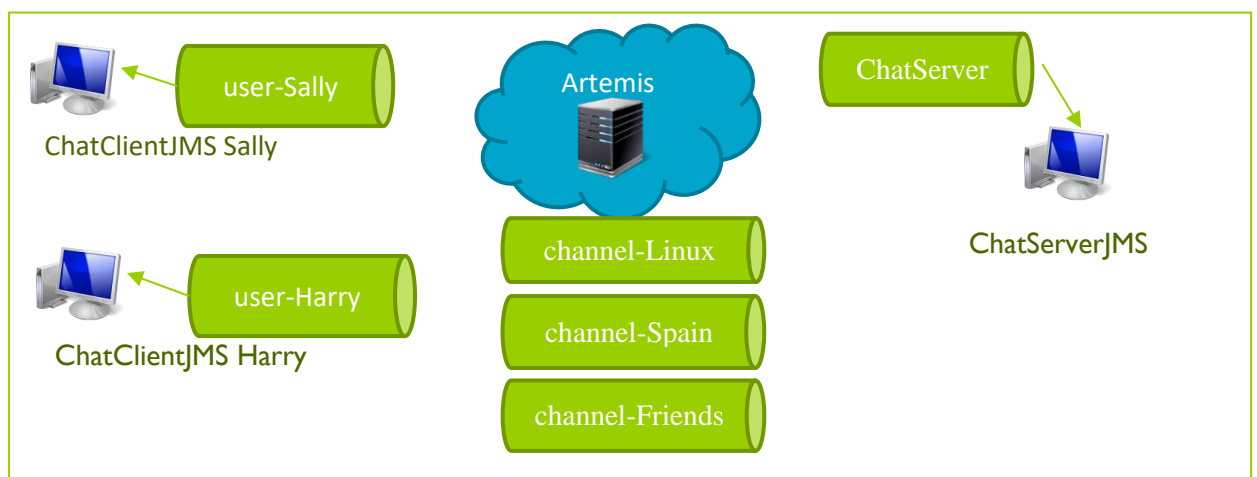 user-Sally
ChatClientJMS Sally
user-Harry
ChatClientJMS Harry
Artemis
channel-Linux
channel-Spain
channel-Friends
ChatServer
ChatServerJMS